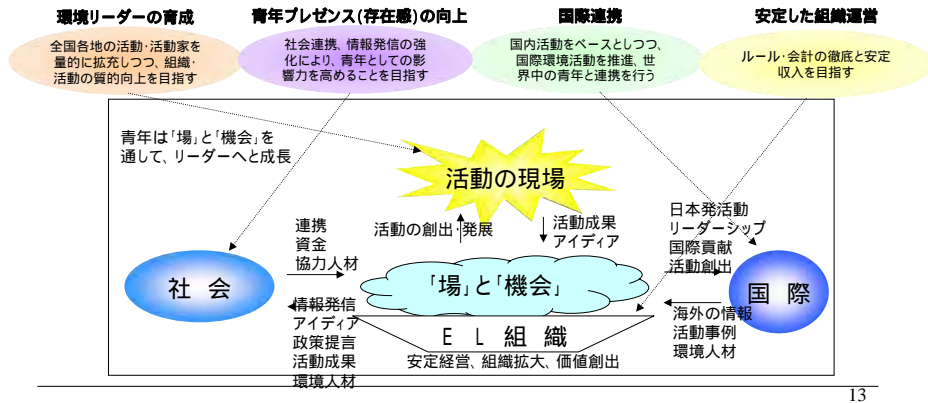 環境リーダーの育成
青年プレゼンス(存在感)の向上
国際連携
安定した組織運営
全国各地の活動・活動家を
量的に拡充しつつ、組織・
活動の質的向上を目指す
社会連携、情報発信の強
化により、青年としての影
響力を高めることを目指す
国内活動をベースとしつつ、
国際環境活動を推進、世
界中の青年と連携を行う
ルール・会計の徹底と安定
収入を目指す
青年は「場」と「機会」を
通して、リーダーへと成長
活動の現場
連携
資金
協力人材
活動の創出・発展
活動成果
アイディア
日本発活動
リーダーシップ
国際貢献
活動創出
社 会
「場」と「機会」
国 際
情報発信
アイディア
政策提言
活動成果
環境人材
E L 組 織
安定経営、組織拡大、価値創出
海外の情報
活動事例
環境人材
13